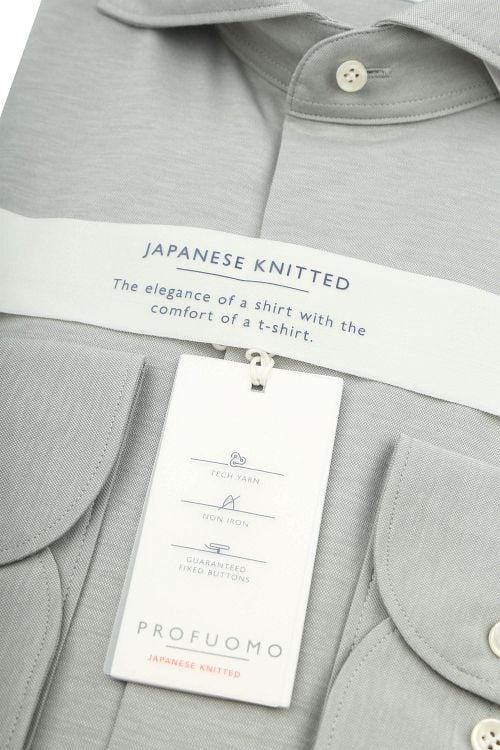 JAPANESE KNITTED
The elegance of a shirt with the
comfort of a t-shirt.
TECH YARN
NON IRON
GUARANTEED
FIXED BUTTONS
PROFUOMO
JAPANESE KNITTED